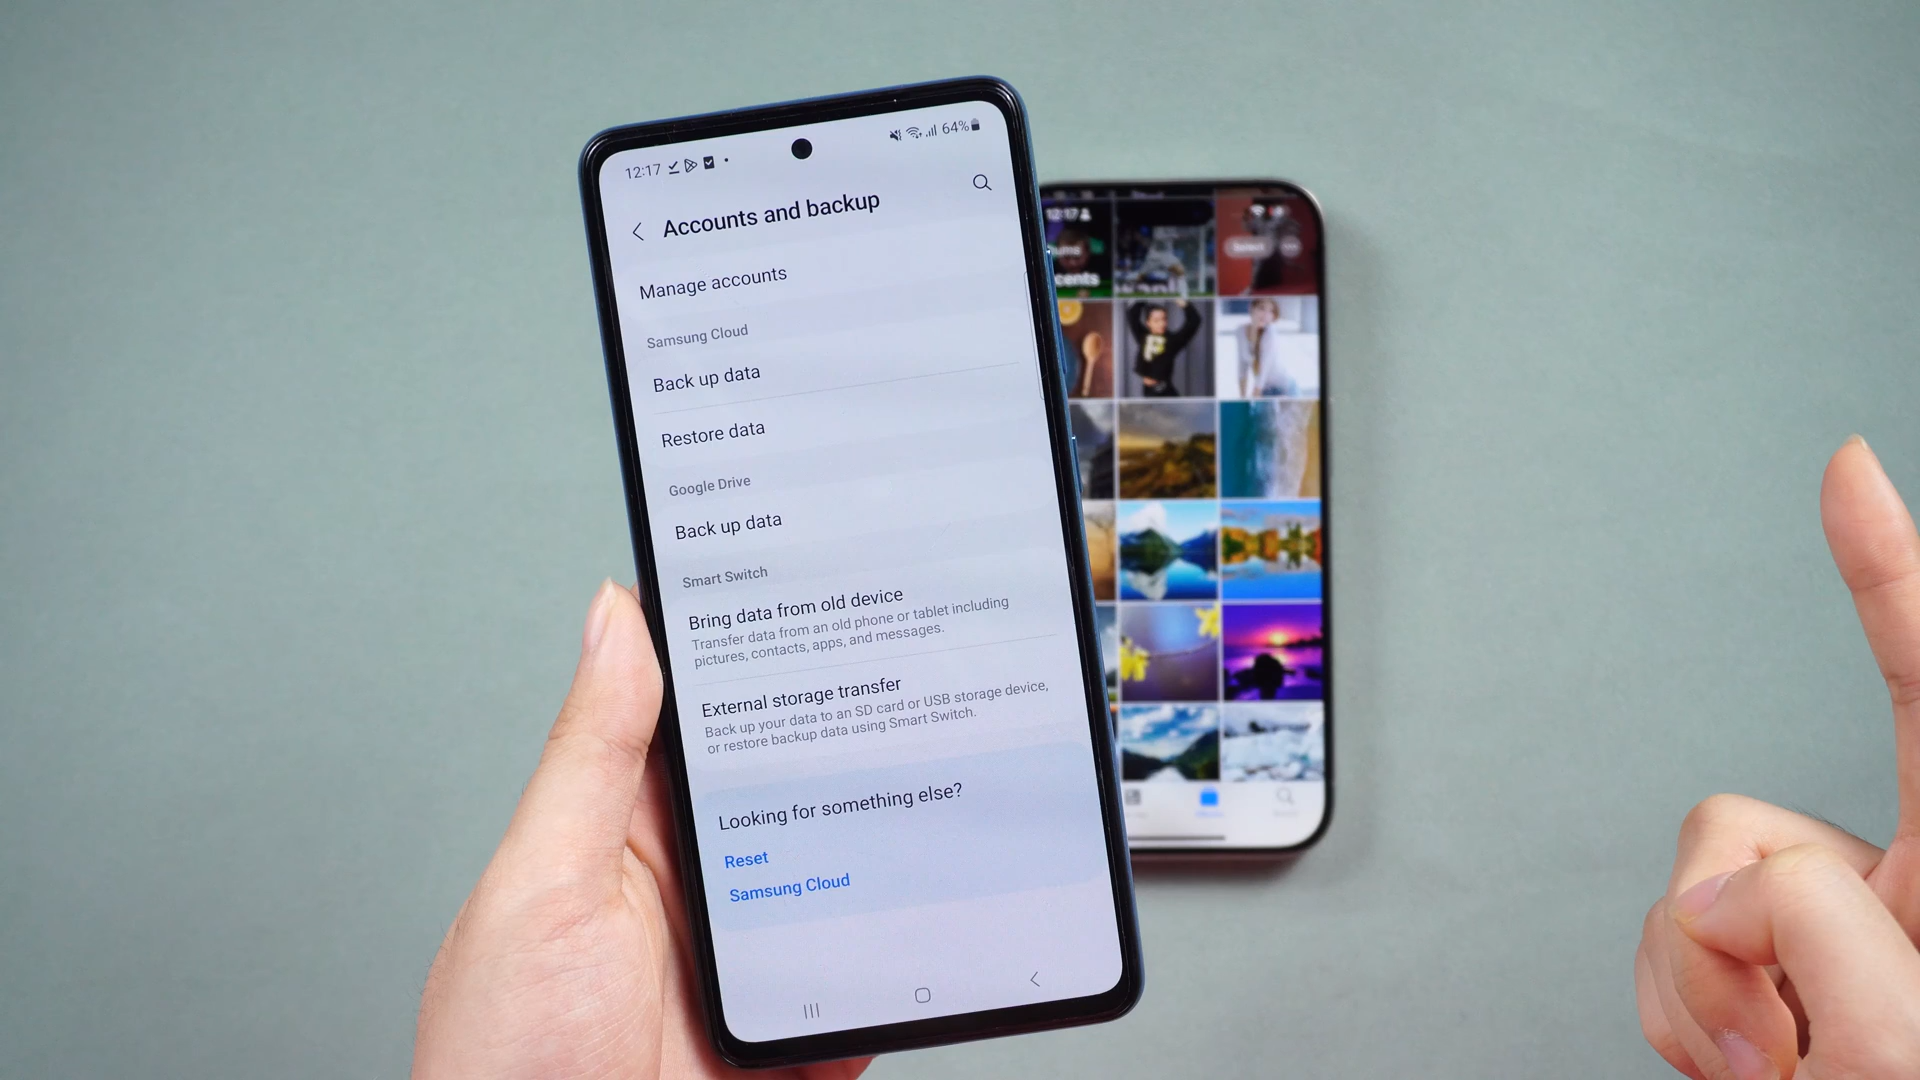 12:17
64%
Accounts and backup
Manage accounts
Samsung Cloud
Back up data
Restore data
Google Drive
Back up data
Smart Switch
Bring data from old device
Transfer data from an old phone or tablet including
pictures, contacts, apps, and messages.
External storage transfer
Back up your data to an SD card or USB storage device,
or restore backup data using Smart Switch.
Looking for something else?
Reset
Samsung Cloud
12:17
Select